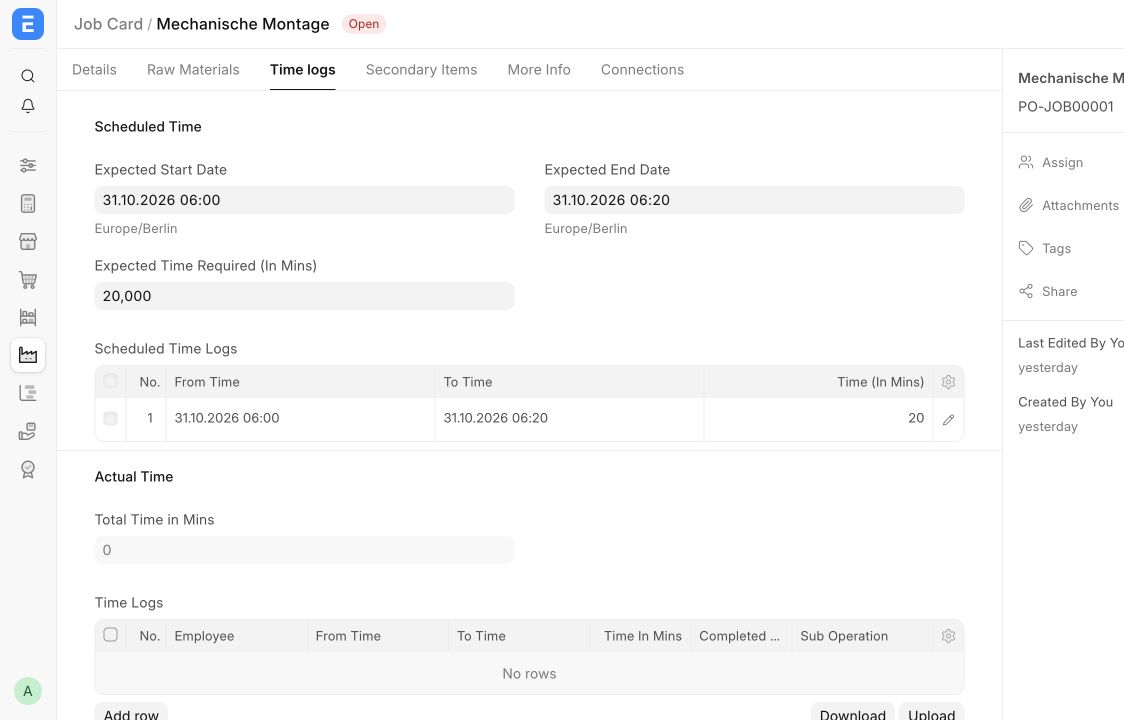 Job Card / Mechanische Montage Open
Details Raw Materials Time logs Secondary Items More Info Connections
Mechanische M
PO-JOB00001
Assign
Attachments
Tags
Share
Last Edited By Yo
yesterday
Created By You
yesterday
Scheduled Time
Expected Start Date Expected End Date
31.10.2026 06:00 31.10.2026 06:20
Europe/Berlin Europe/Berlin
Expected Time Required (In Mins)
20,000
Scheduled Time Logs
No. From Time To Time Time (In Mins)
1 31.10.2026 06:00 31.10.2026 06:20 20
Actual Time
Total Time in Mins
0
Time Logs
No. Employee From Time To Time Time In Mins Completed ... Sub Operation
No rows
Add row Download Upload
A